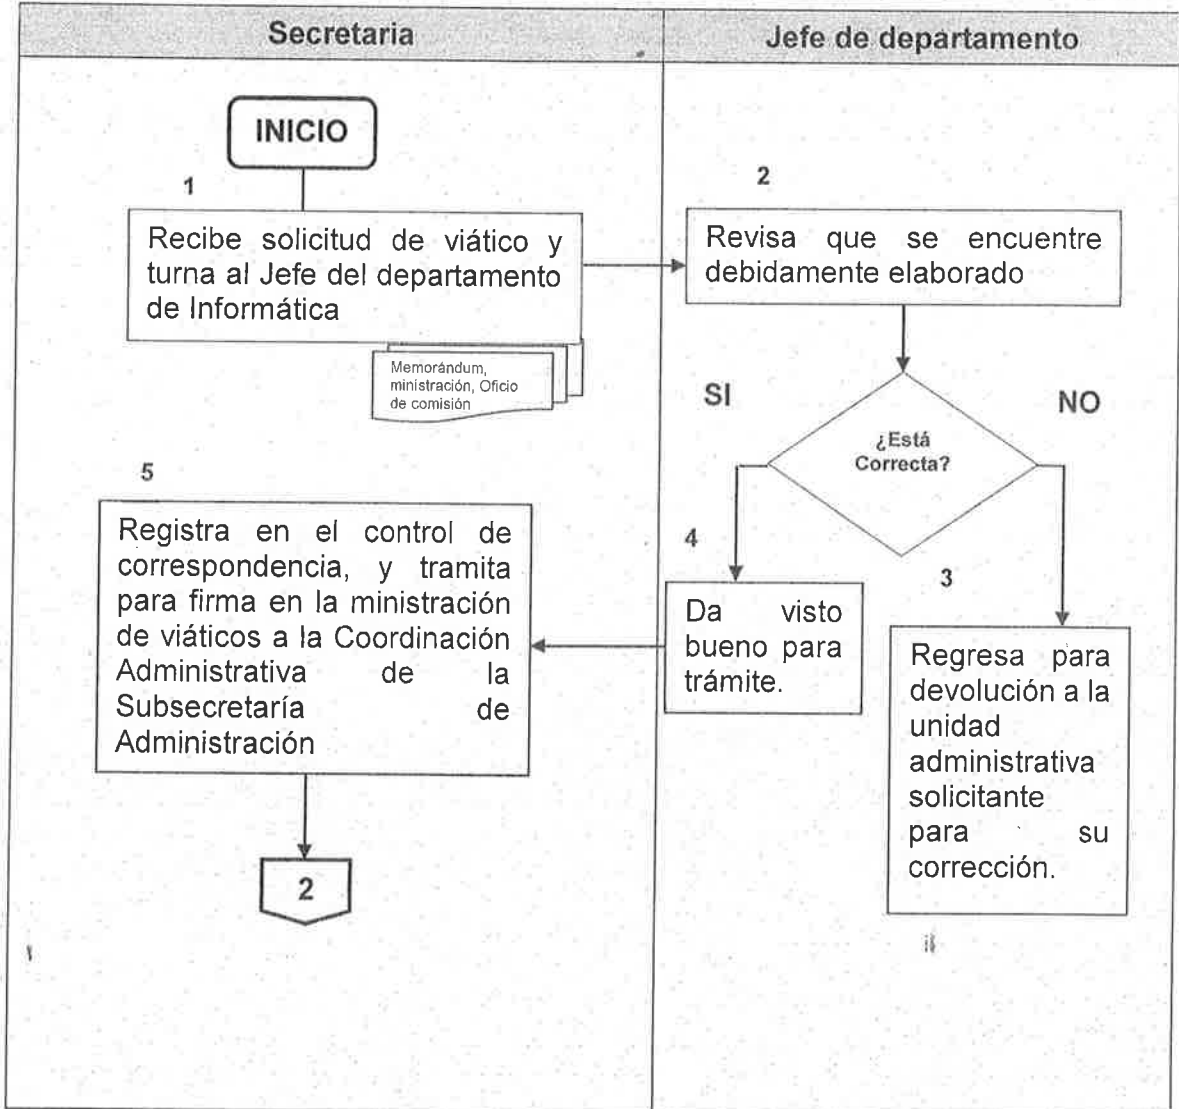 Secretaria
Jefe de departamento
INICIO
1
Recibe solicitud de viático y
turna al Jefe del departamento
de Informática
Memorándum,
ministración, Oficio
de comisión
2
Revisa que se encuentre
debidamente elaborado
¿Está
Correcta?
SI
NO
4
Da visto
bueno para
trámite.
3
Regresa para
devolución a la
unidad
administrativa
solicitante
para su
corrección.
5
Registra en el control de
correspondencia, y tramita
para firma en la ministración
de viáticos a la Coordinación
Administrativa de la
Subsecretaría de
Administración
2